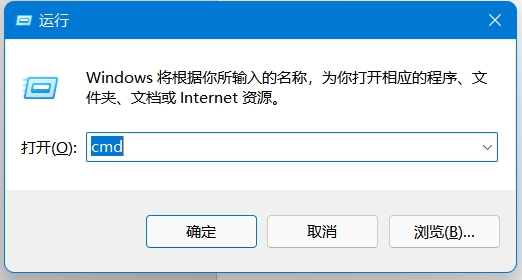 运行
Windows 将根据你所输入的名称，为你打开相应的程序、文
件夹、文档或 Internet 资源。
打开(O): cmd
确定 取消 浏览(B)...